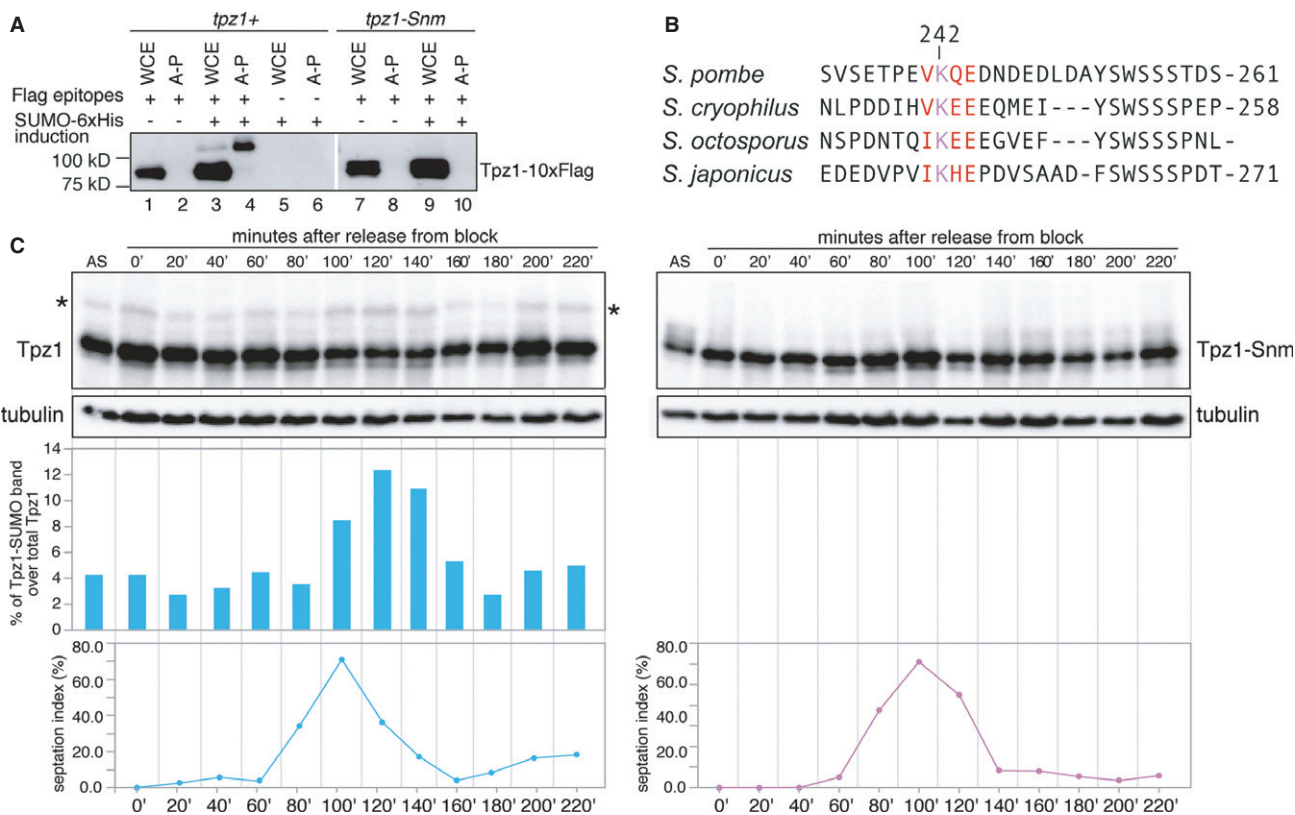 A
tpz1+ tpz1-Snm
WCE A-P WCE A-P WCE A-P WCE A-P WCE A-P
Flag epitopes + + + + - - + + + +
SUMO-6xHis induction - - + + + + - - + +
100 kD
75 kD
Tpz1-10xFlag
1 2 3 4 5 6 7 8 9 10
B
242
S. pombe SVSETPEVKQEDNDEDLDAYSWSSSTDS-261
S. cryophilus NLPDDIHVKEEEQMEI---YSWSSSPEP-258
S. octosporus NSPDNTQIKEEEGVEF---YSWSSSPNL-
S. japonicus EDEDVPVIKHEPDVSAAD-FSWSSSPDT-271
C
minutes after release from block
AS 0' 20' 40' 60' 80' 100' 120' 140' 160' 180' 200' 220'
* *
Tpz1
tubulin
% of Tpz1-SUMO band
over total Tpz1
14
12
10
8
6
4
2
0
septation index (%)
80.0
60.0
40.0
20.0
0.0
0' 20' 40' 60' 80' 100' 120' 140' 160' 180' 200' 220'
minutes after release from block
AS 0' 20' 40' 60' 80' 100' 120' 140' 160' 180' 200' 220'
Tpz1-Snm
tubulin
septation index (%)
80.0
60.0
40.0
20.0
0.0
0' 20' 40' 60' 80' 100' 120' 140' 160' 180' 200' 220'